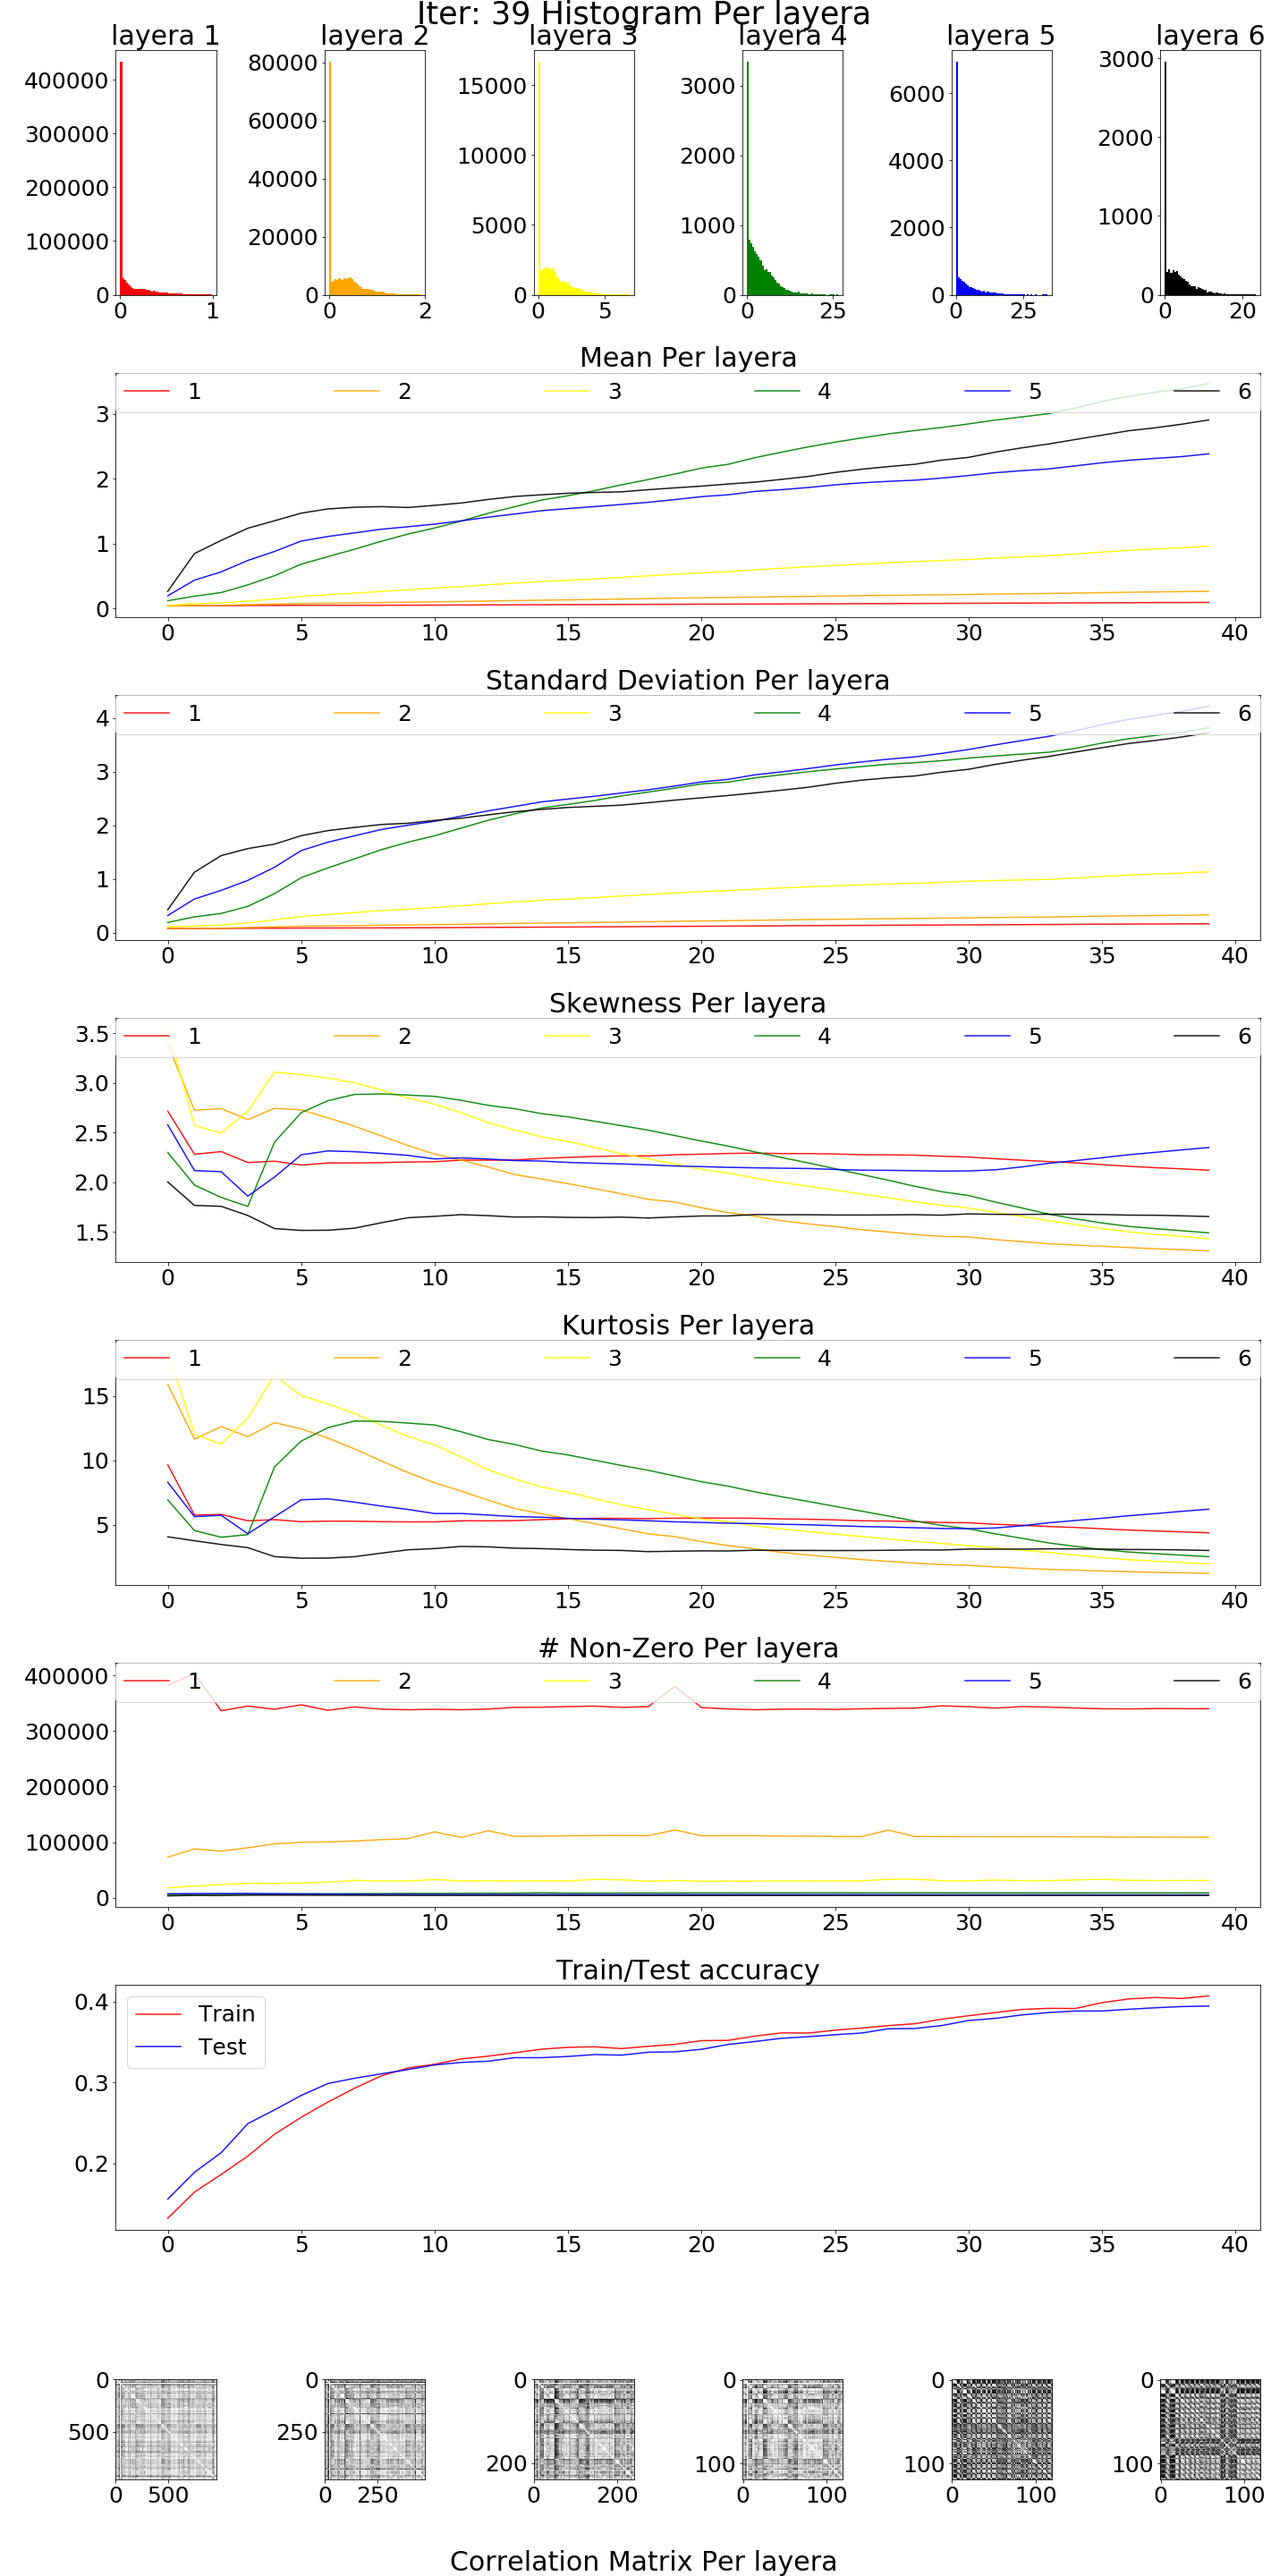 Iter: 39 Histogram Per layera
layera 1 layera 2 layera 3 layera 4 layera 5 layera 6
400000 300000 200000 100000 0
0 1
80000 60000 40000 20000 0
0 2
15000 10000 5000 0
0 5
3000 2000 1000 0
0 25
6000 4000 2000 0
0 25
3000 2000 1000 0
0 20
Mean Per layera
1 2 3 4 5 6
3
2
1
0
0 5 10 15 20 25 30 35 40
Standard Deviation Per layera
1 2 3 4 5 6
4
3
2
1
0
0 5 10 15 20 25 30 35 40
Skewness Per layera
1 2 3 4 5 6
3.5
3.0
2.5
2.0
1.5
0 5 10 15 20 25 30 35 40
Kurtosis Per layera
1 2 3 4 5 6
15
10
5
0 5 10 15 20 25 30 35 40
# Non-Zero Per layera
1 2 3 4 5 6
400000
300000
200000
100000
0
0 5 10 15 20 25 30 35 40
Train/Test accuracy
Train
Test
0.4
0.3
0.2
0 5 10 15 20 25 30 35 40
0 500
0 500
0 250
0 250
0 200
0 200
0 100
0 100
0 100
0 100
0 100
0 100
Correlation Matrix Per layera